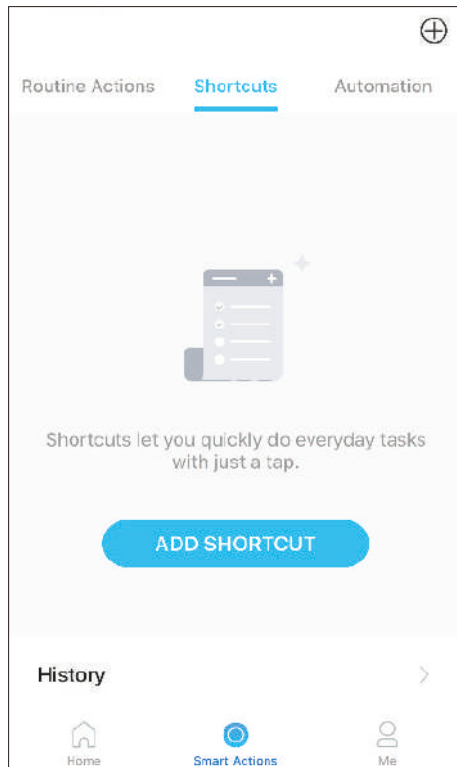 Routine Actions Shortcuts Automation
Shortcuts let you quickly do everyday tasks
with just a tap.
ADD SHORTCUT
History
Home Smart Actions Me